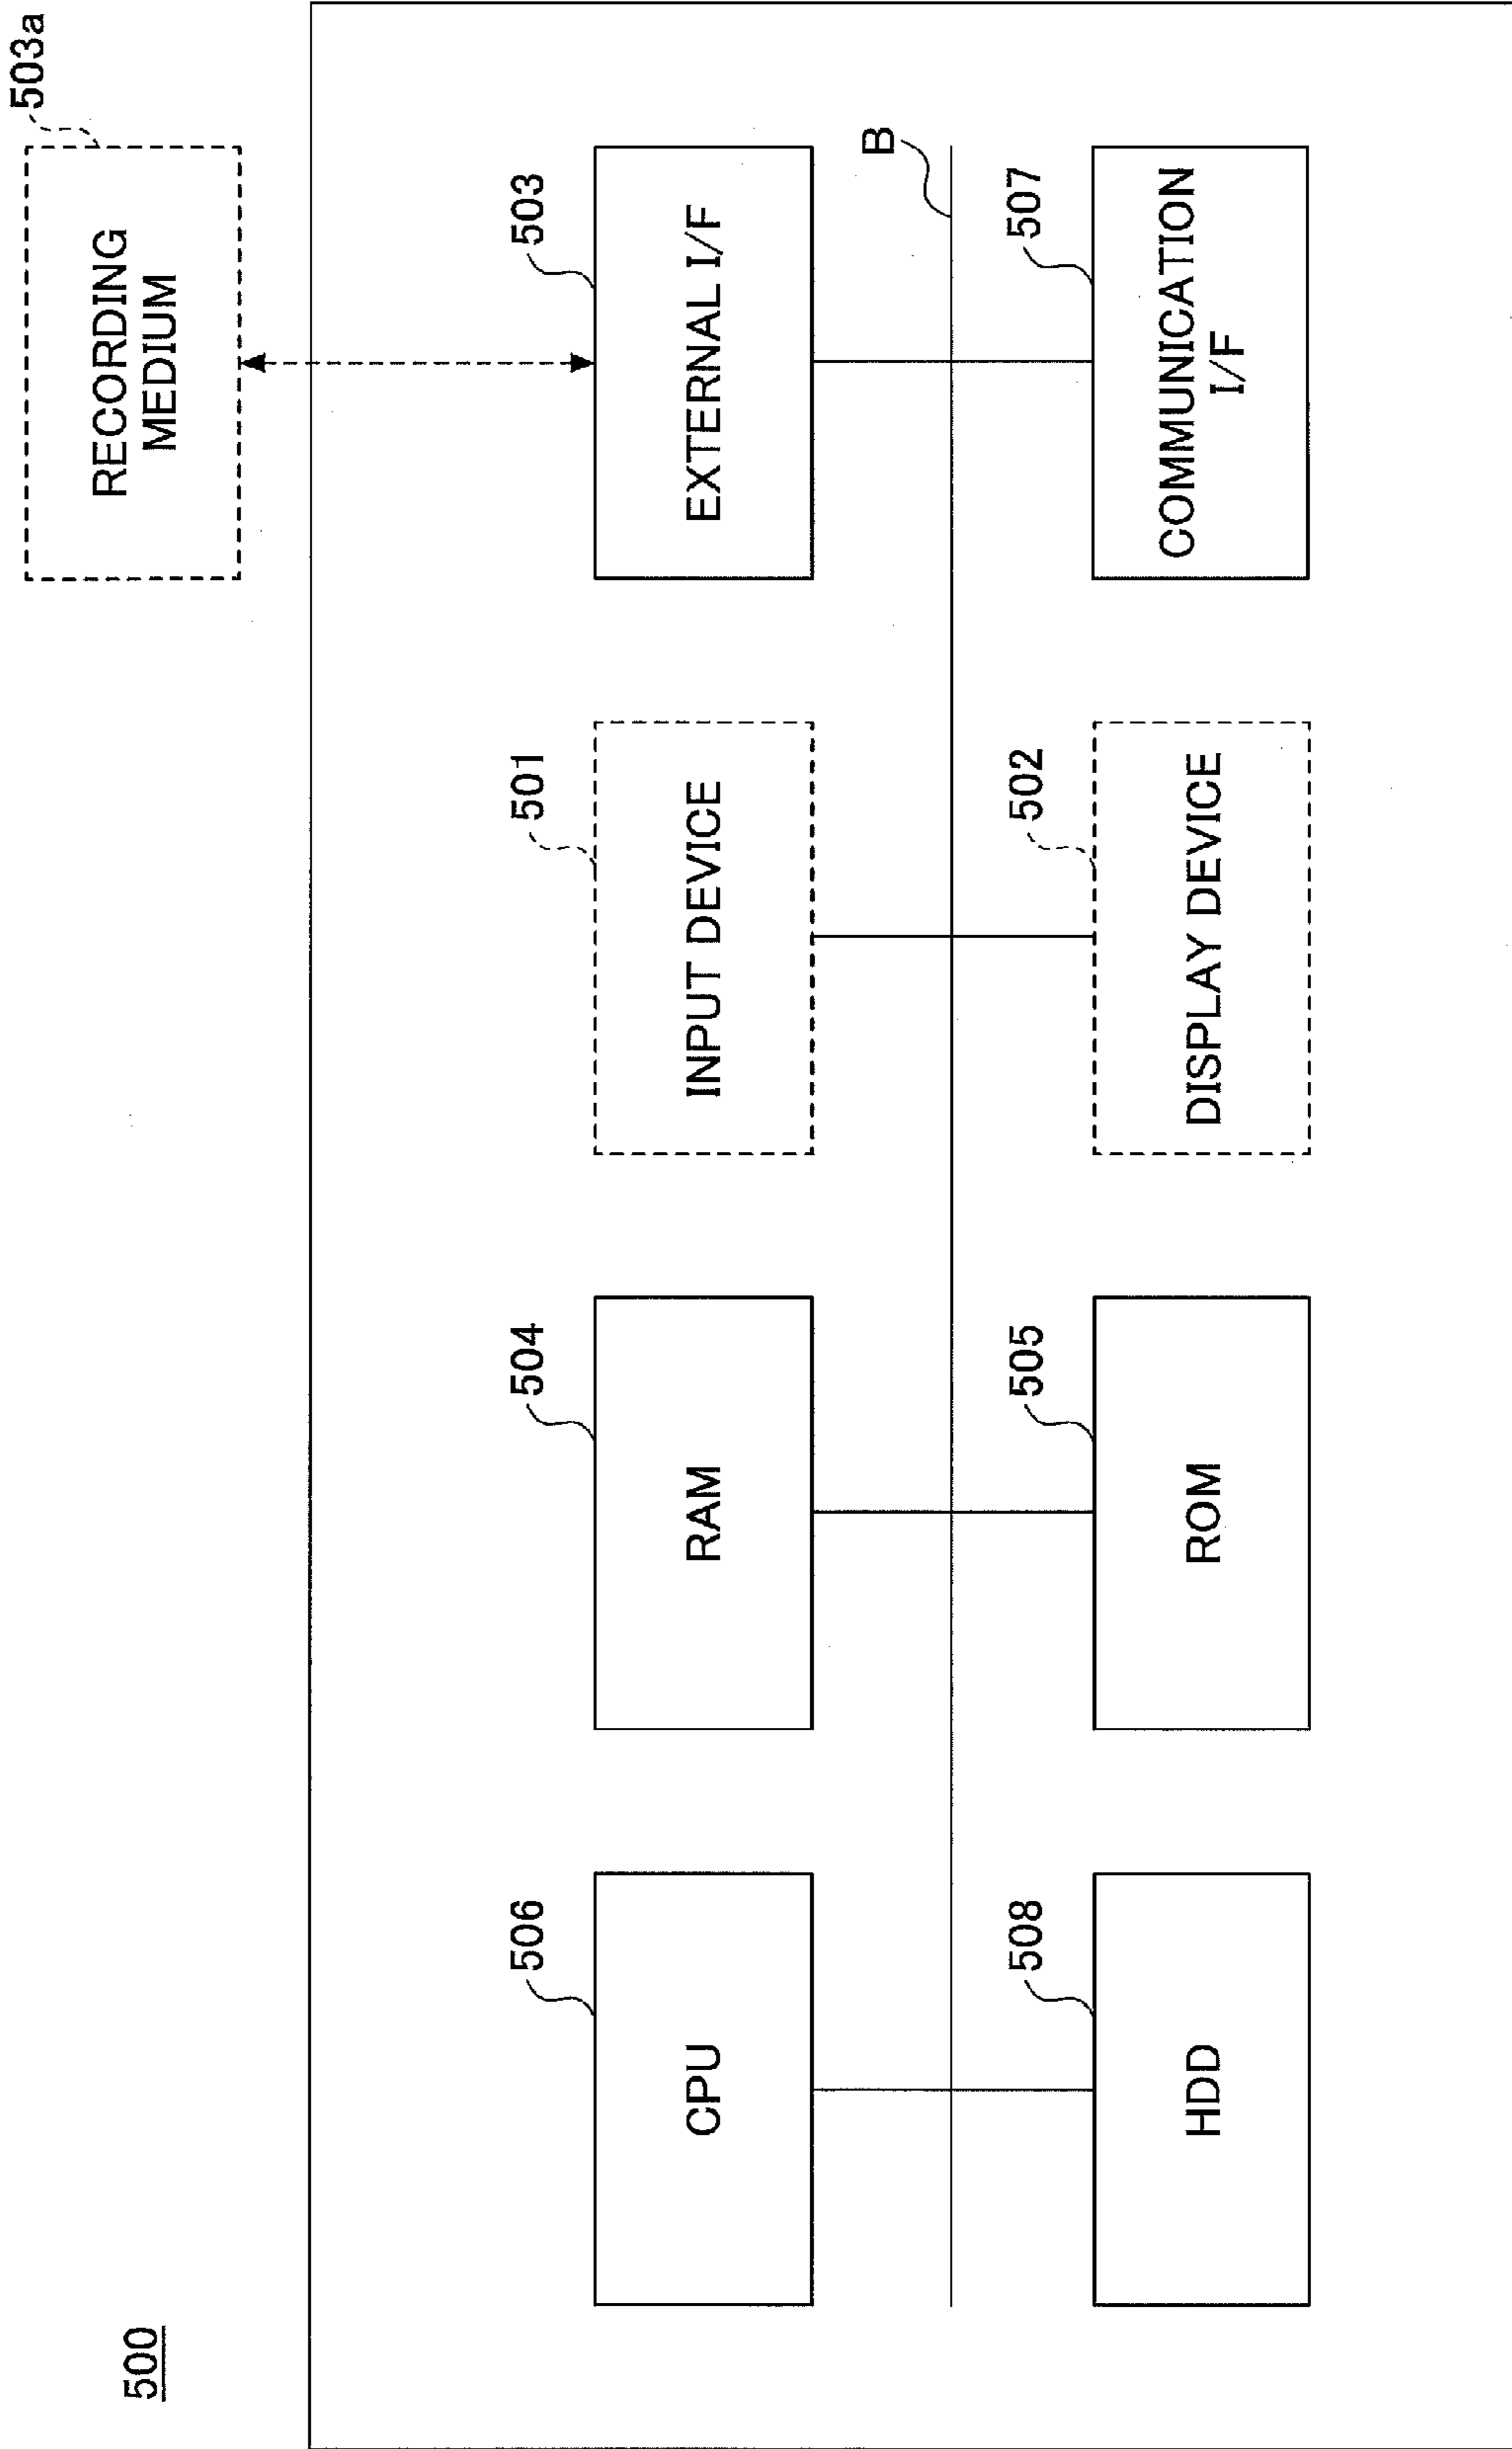 500
503a
RECORDING
MEDIUM
506
CPU
504
RAM
501
INPUT DEVICE
503
EXTERNAL I/F
B
508
HDD
505
ROM
502
DISPLAY DEVICE
507
COMMUNICATION
I/F